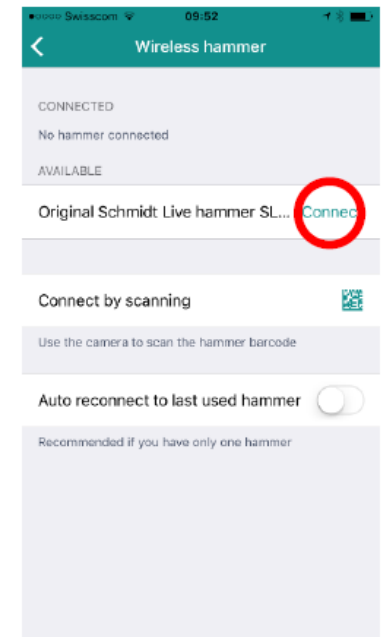 Swisscom 09:52
Wireless hammer
CONNECTED
No hammer connected
AVAILABLE
Original Schmidt Live hammer SL... Connect
Connect by scanning
Use the camera to scan the hammer barcode
Auto reconnect to last used hammer
Recommended if you have only one hammer